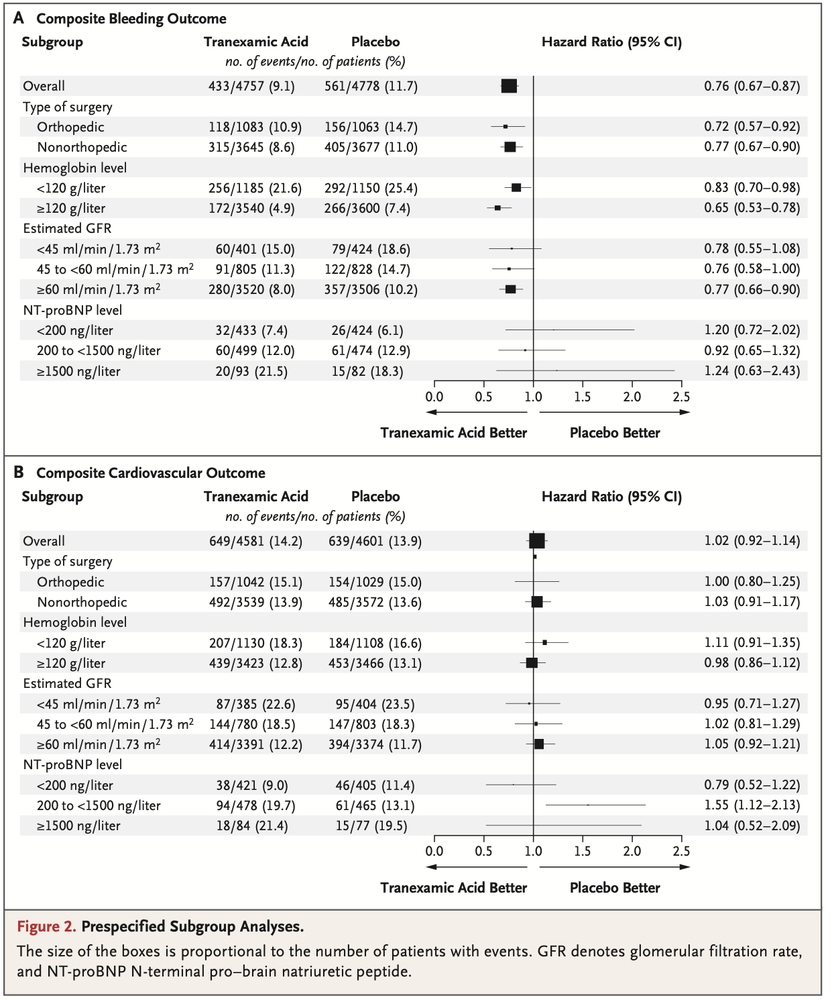 A Composite Bleeding Outcome
Subgroup Tranexamic Acid Placebo Hazard Ratio (95% CI)
no. of events/no. of patients (%)
Overall 433/4757 (9.1) 561/4778 (11.7) 0.76 (0.67–0.87)
Type of surgery
Orthopedic 118/1083 (10.9) 156/1063 (14.7) 0.72 (0.57–0.92)
Nonorthopedic 315/3645 (8.6) 405/3677 (11.0) 0.77 (0.67–0.90)
Hemoglobin level
<120 g/liter 256/1185 (21.6) 292/1150 (25.4) 0.83 (0.70–0.98)
≥120 g/liter 172/3540 (4.9) 266/3600 (7.4) 0.65 (0.53–0.78)
Estimated GFR
<45 ml/min/1.73 m² 60/401 (15.0) 79/424 (18.6) 0.78 (0.55–1.08)
45 to <60 ml/min/1.73 m² 91/805 (11.3) 122/828 (14.7) 0.76 (0.58–1.00)
≥60 ml/min/1.73 m² 280/3520 (8.0) 357/3506 (10.2) 0.77 (0.66–0.90)
NT-proBNP level
<200 ng/liter 32/433 (7.4) 26/424 (6.1) 1.20 (0.72–2.02)
200 to <1500 ng/liter 60/499 (12.0) 61/474 (12.9) 0.92 (0.65–1.32)
≥1500 ng/liter 20/93 (21.5) 15/82 (18.3) 1.24 (0.63–2.43)
0.0 0.5 1.0 1.5 2.0 2.5
Tranexamic Acid Better Placebo Better
B Composite Cardiovascular Outcome
Subgroup Tranexamic Acid Placebo Hazard Ratio (95% CI)
no. of events/no. of patients (%)
Overall 649/4581 (14.2) 639/4601 (13.9) 1.02 (0.92–1.14)
Type of surgery
Orthopedic 157/1042 (15.1) 154/1029 (15.0) 1.00 (0.80–1.25)
Nonorthopedic 492/3539 (13.9) 485/3572 (13.6) 1.03 (0.91–1.17)
Hemoglobin level
<120 g/liter 207/1130 (18.3) 184/1108 (16.6) 1.11 (0.91–1.35)
≥120 g/liter 439/3423 (12.8) 453/3466 (13.1) 0.98 (0.86–1.12)
Estimated GFR
<45 ml/min/1.73 m² 87/385 (22.6) 95/404 (23.5) 0.95 (0.71–1.27)
45 to <60 ml/min/1.73 m² 144/780 (18.5) 147/803 (18.3) 1.02 (0.81–1.29)
≥60 ml/min/1.73 m² 414/3391 (12.2) 394/3374 (11.7) 1.05 (0.92–1.21)
NT-proBNP level
<200 ng/liter 38/421 (9.0) 46/405 (11.4) 0.79 (0.52–1.22)
200 to <1500 ng/liter 94/478 (19.7) 61/465 (13.1) 1.55 (1.12–2.13)
≥1500 ng/liter 18/84 (21.4) 15/77 (19.5) 1.04 (0.52–2.09)
0.0 0.5 1.0 1.5 2.0 2.5
Tranexamic Acid Better Placebo Better
Figure 2. Prespecified Subgroup Analyses.
The size of the boxes is proportional to the number of patients with events. GFR denotes glomerular filtration rate,
and NT-proBNP N-terminal pro–brain natriuretic peptide.